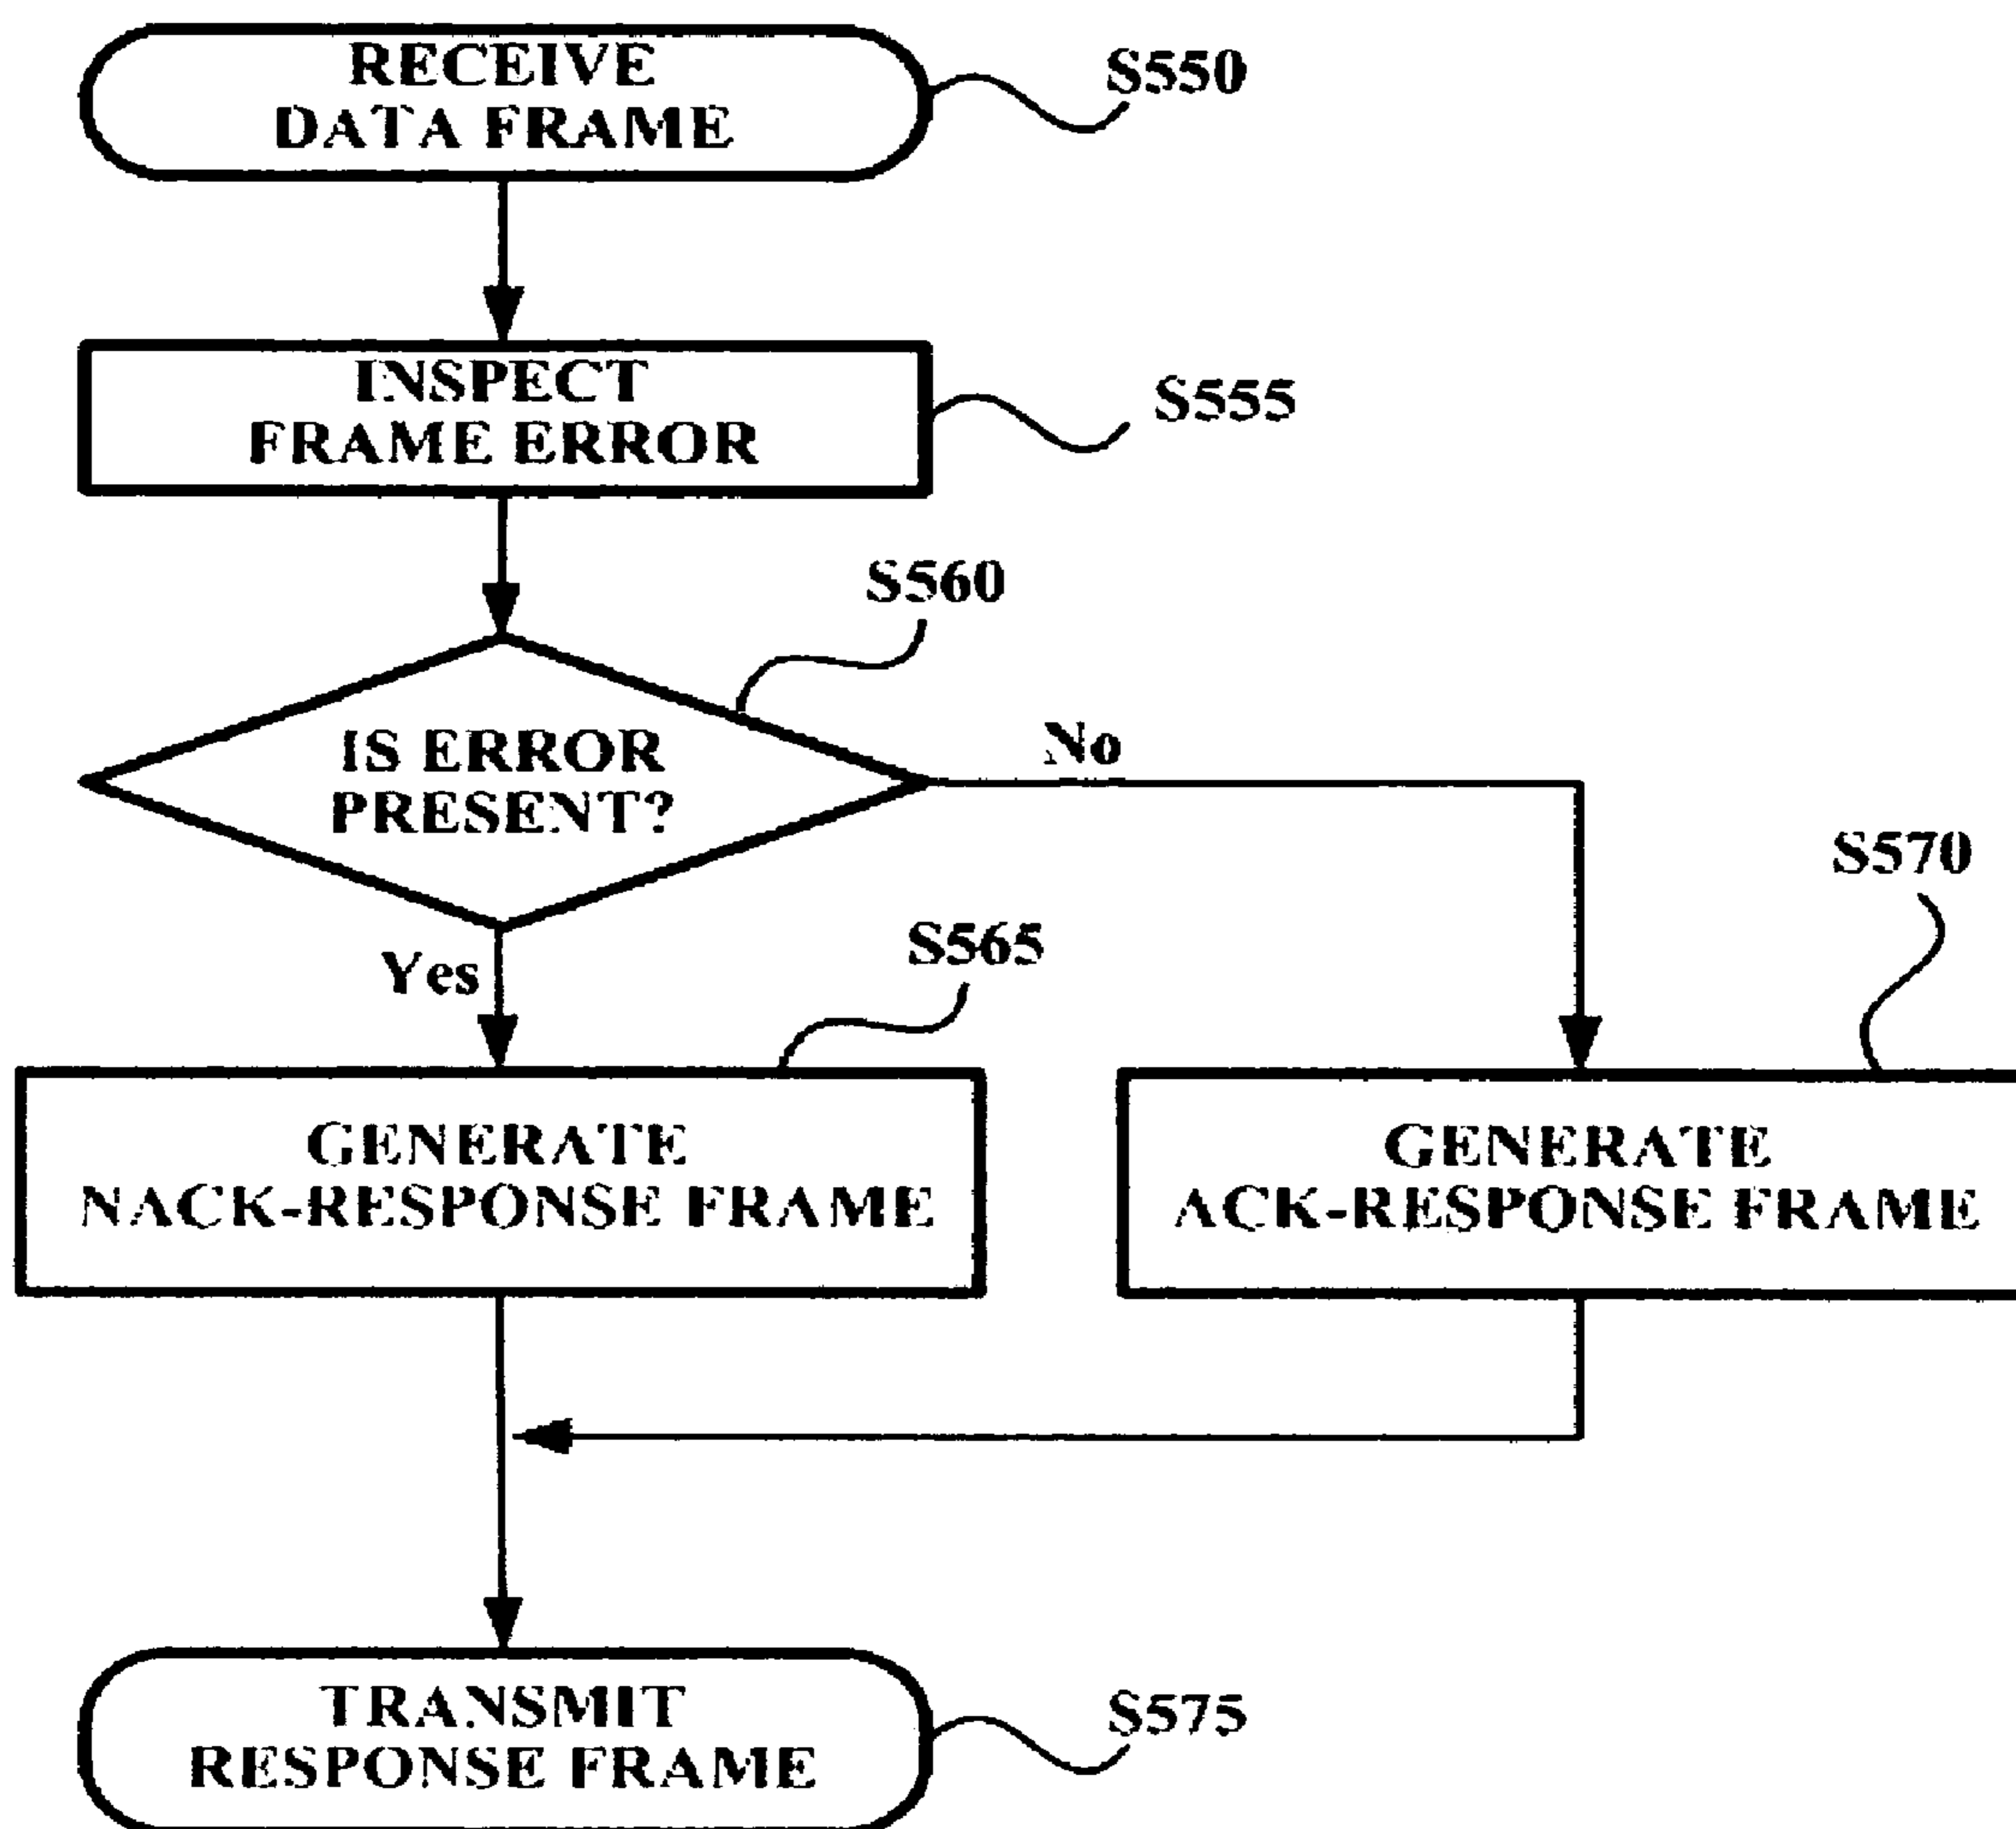 RECEIVE
DATA FRAME
S550
INSPECT
FRAME ERROR
S555
S560
IS ERROR
PRESENT?
No
Yes
S565
S570
GENERATE
NACK-RESPONSE FRAME
GENERATE
ACK-RESPONSE FRAME
TRANSMIT
RESPONSE FRAME
S575